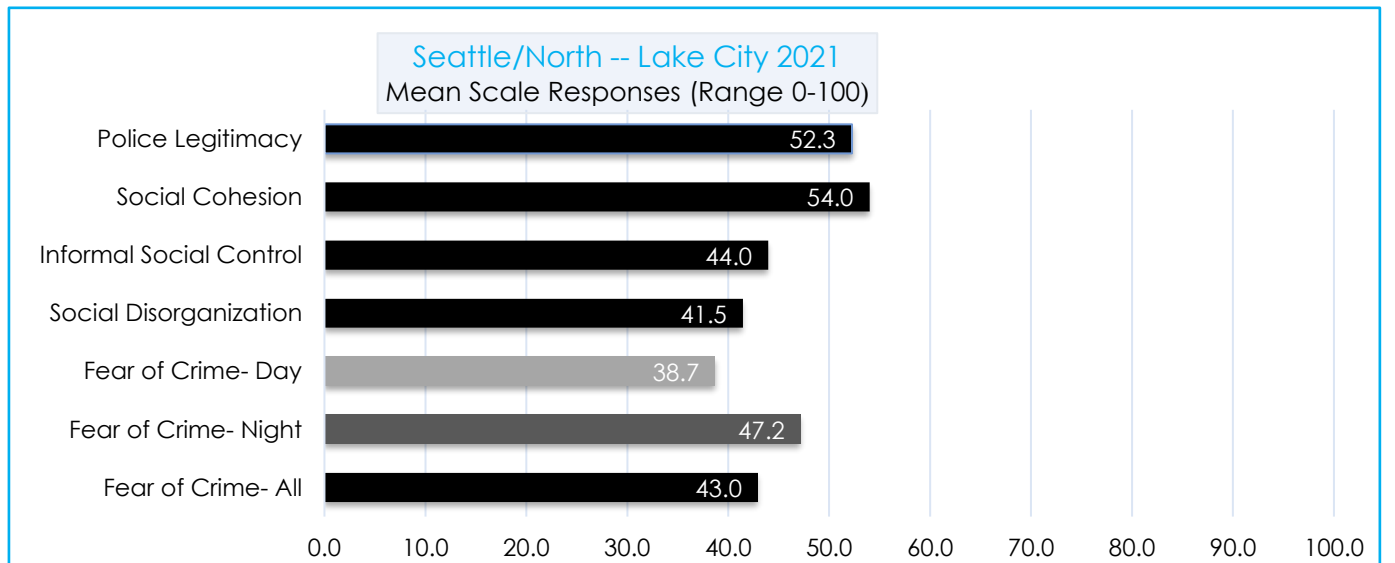 Seattle/North -- Lake City 2021
Mean Scale Responses (Range 0-100)
Police Legitimacy 52.3
Social Cohesion 54.0
Informal Social Control 44.0
Social Disorganization 41.5
Fear of Crime- Day 38.7
Fear of Crime- Night 47.2
Fear of Crime- All 43.0
0.0 10.0 20.0 30.0 40.0 50.0 60.0 70.0 80.0 90.0 100.0